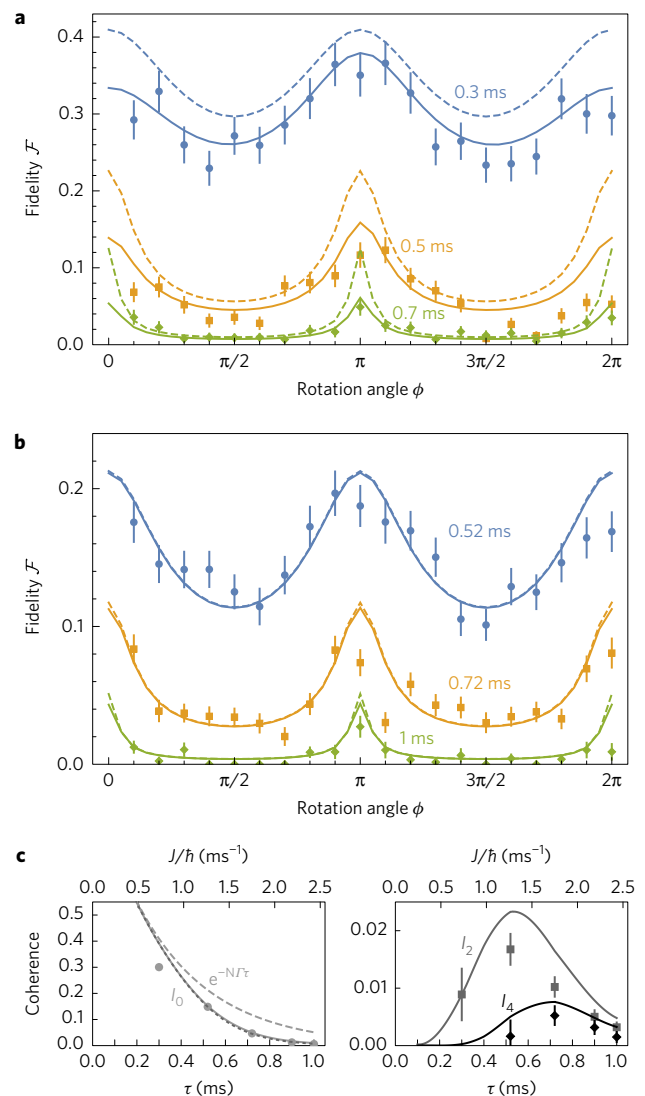 a
0.4
0.3
0.2
0.1
0.0
Fidelity ℱ
0.3 ms
0.5 ms
0.7 ms
0 π/2 π 3π/2 2π
Rotation angle ϕ
b
0.2
0.1
0.0
Fidelity ℱ
0.52 ms
0.72 ms
1 ms
0 π/2 π 3π/2 2π
Rotation angle ϕ
c
J/ħ (ms⁻¹)
0.0 0.5 1.0 1.5 2.0 2.5
0.5
0.4
0.3
0.2
0.1
0.0
Coherence
I₀
e⁻ᴺᴦτ
0.0 0.2 0.4 0.6 0.8 1.0
τ (ms)
J/ħ (ms⁻¹)
0.0 0.5 1.0 1.5 2.0 2.5
0.02
0.01
0.00
I₂
I₄
0.0 0.2 0.4 0.6 0.8 1.0
τ (ms)